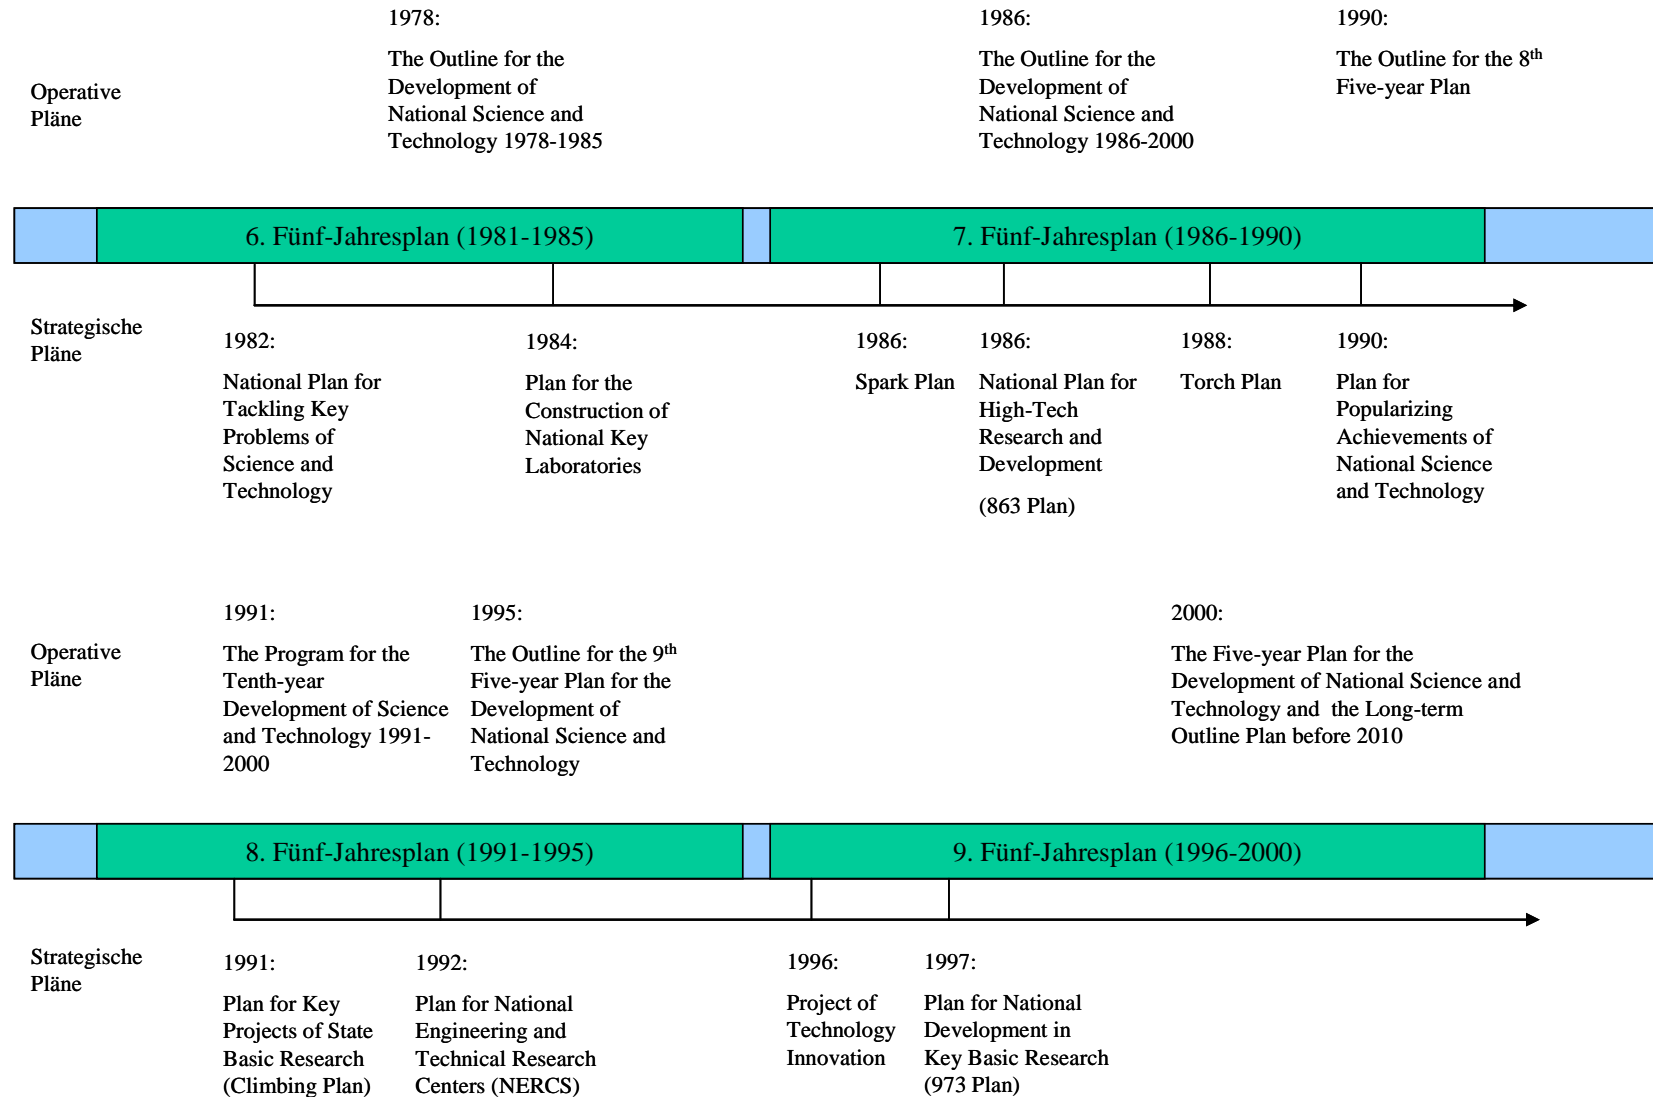 1978:
The Outline for the
Development of
National Science and
Technology 1978-1985
1986:
The Outline for the
Development of
National Science and
Technology 1986-2000
1990:
The Outline for the 8th
Five-year Plan
Operative
Pläne
6. Fünf-Jahresplan (1981-1985)
7. Fünf-Jahresplan (1986-1990)
Strategische
Pläne
1982:
National Plan for
Tackling Key
Problems of
Science and
Technology
1984:
Plan for the
Construction of
National Key
Laboratories
1986:
Spark Plan
1986:
National Plan for
High-Tech
Research and
Development
(863 Plan)
1988:
Torch Plan
1990:
Plan for
Popularizing
Achievements of
National Science
and Technology
Operative
Pläne
1991:
The Program for the
Tenth-year
Development of Science
and Technology 1991-
2000
1995:
The Outline for the 9th
Five-year Plan for the
Development of
National Science and
Technology
2000:
The Five-year Plan for the
Development of National Science and
Technology and the Long-term
Outline Plan before 2010
8. Fünf-Jahresplan (1991-1995)
9. Fünf-Jahresplan (1996-2000)
Strategische
Pläne
1991:
Plan for Key
Projects of State
Basic Research
(Climbing Plan)
1992:
Plan for National
Engineering and
Technical Research
Centers (NERCS)
1996:
Project of
Technology
Innovation
1997:
Plan for National
Development in
Key Basic Research
(973 Plan)